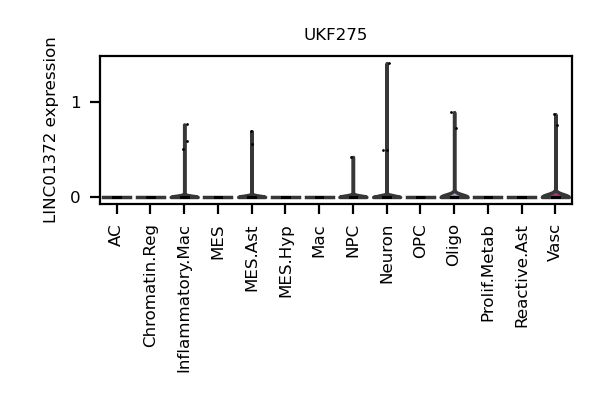 UKF275
LINC01372 expression
1
0
AC
Chromatin.Reg
Inflammatory.Mac
MES
MES.Ast
MES.Hyp
Mac
NPC
Neuron
OPC
Oligo
Prolif.Metab
Reactive.Ast
Vasc